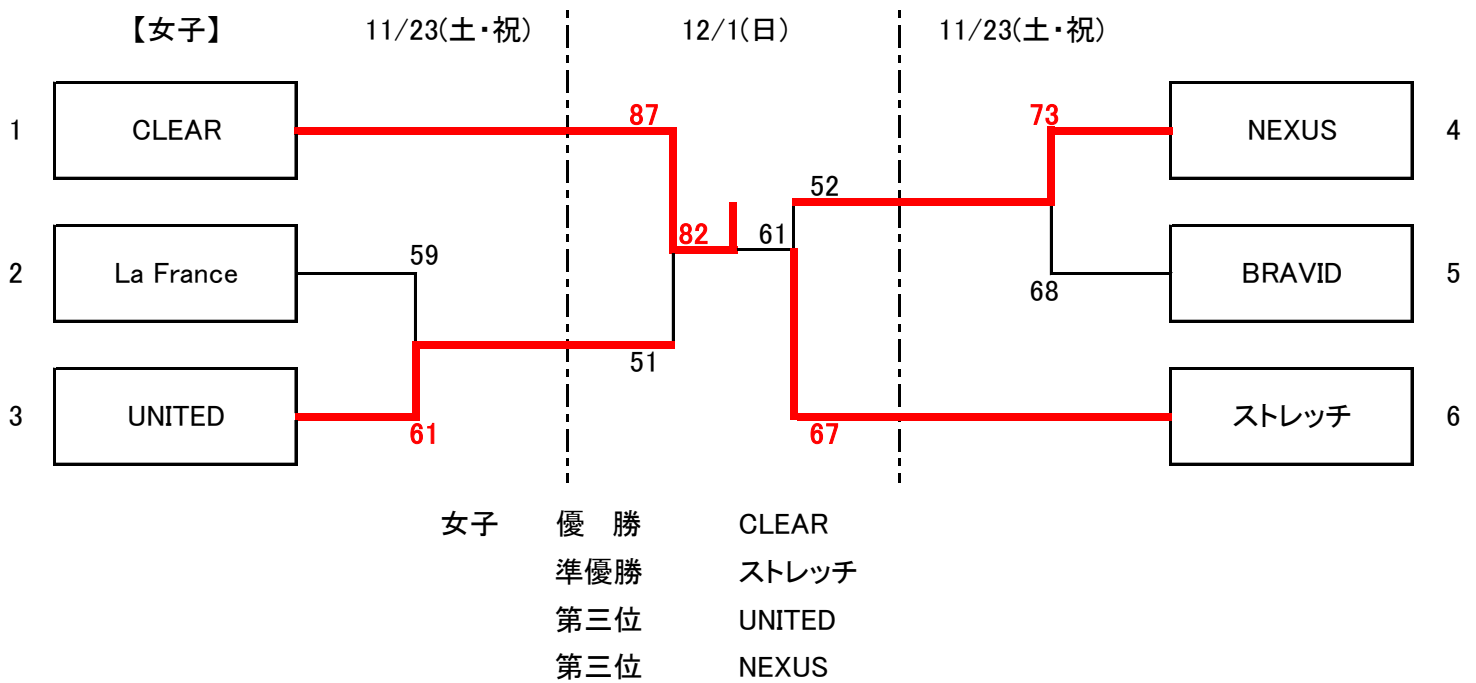 【女子】 11/23(土・祝) 12/1(日) 11/23(土・祝)
87 73
1 CLEAR NEXUS 4
52
82 61
59
2 La France BRAVID 5
68
51
3 UNITED ストレッチ 6
61 67
女子 優 勝 CLEAR
準優勝 ストレッチ
第三位 UNITED
第三位 NEXUS